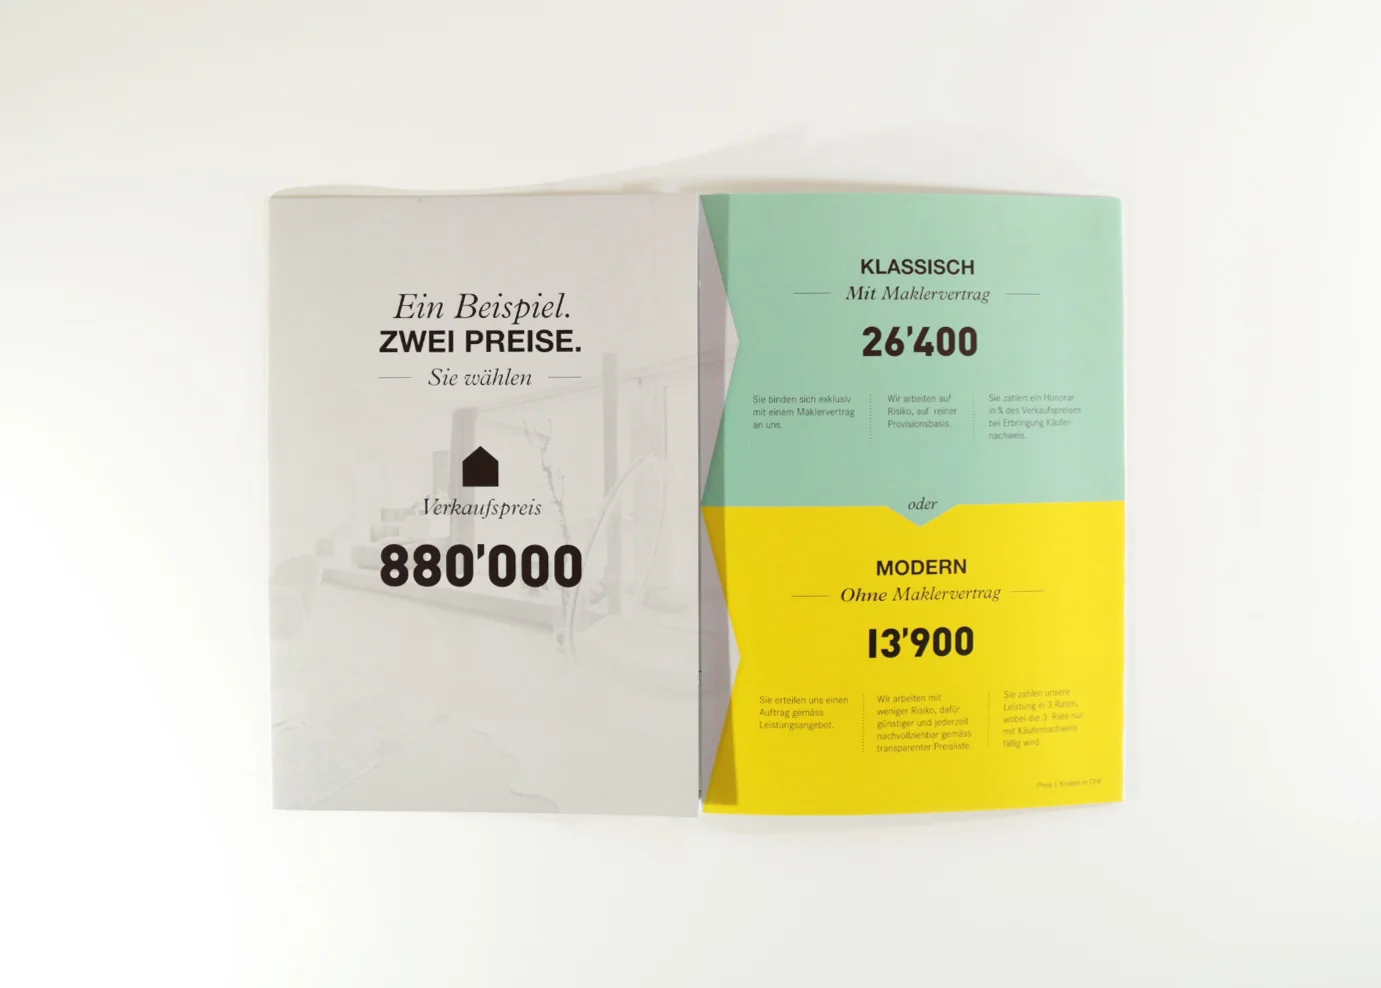 Ein Beispiel.
ZWEI PREISE.
Sie wählen
Verkaufspreis
880'000
KLASSISCH
Mit Maklervertrag
26'400
Sie binden sich exklusiv
mit einem Maklervertrag
an uns.
Wir arbeiten auf
Risiko, auf reiner
Provisionsbasis.
Sie zahlen ein Honorar
in % des Verkaufspreises
bei Erbringung Käufer-
nachweis.
oder
MODERN
Ohne Maklervertrag
13'900
Sie erteilen uns einen
Auftrag gemäss
Leistungsangebot.
Wir arbeiten mit
weniger Risiko, dafür
günstiger und jederzeit
nachvollziehbar gemäss
transparenter Preisliste.
Sie zahlen unsere
Leistung in 3 Raten,
wobei die 3. Rate nur
mit Käufernachweis
fällig wird.
Preis | Kosten in CHF